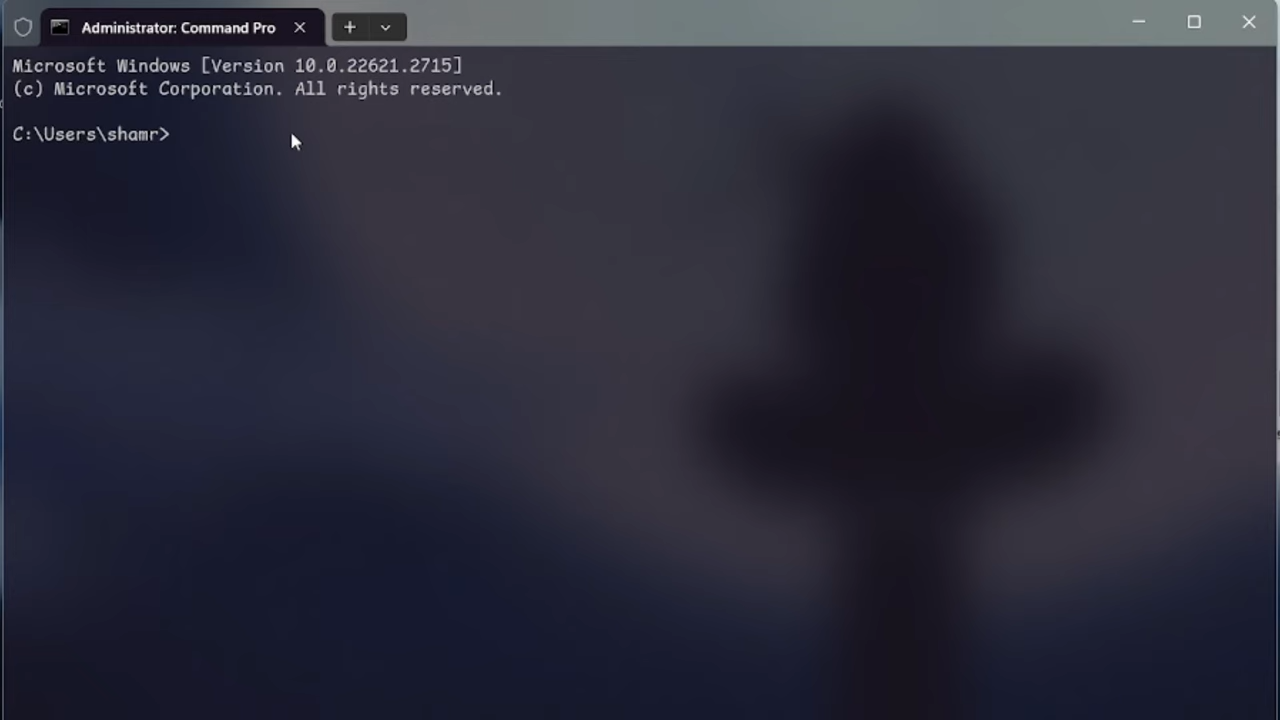 Administrator: Command Pro
Microsoft Windows [Version 10.0.22621.2715]
(c) Microsoft Corporation. All rights reserved.
C:\Users\shamr>